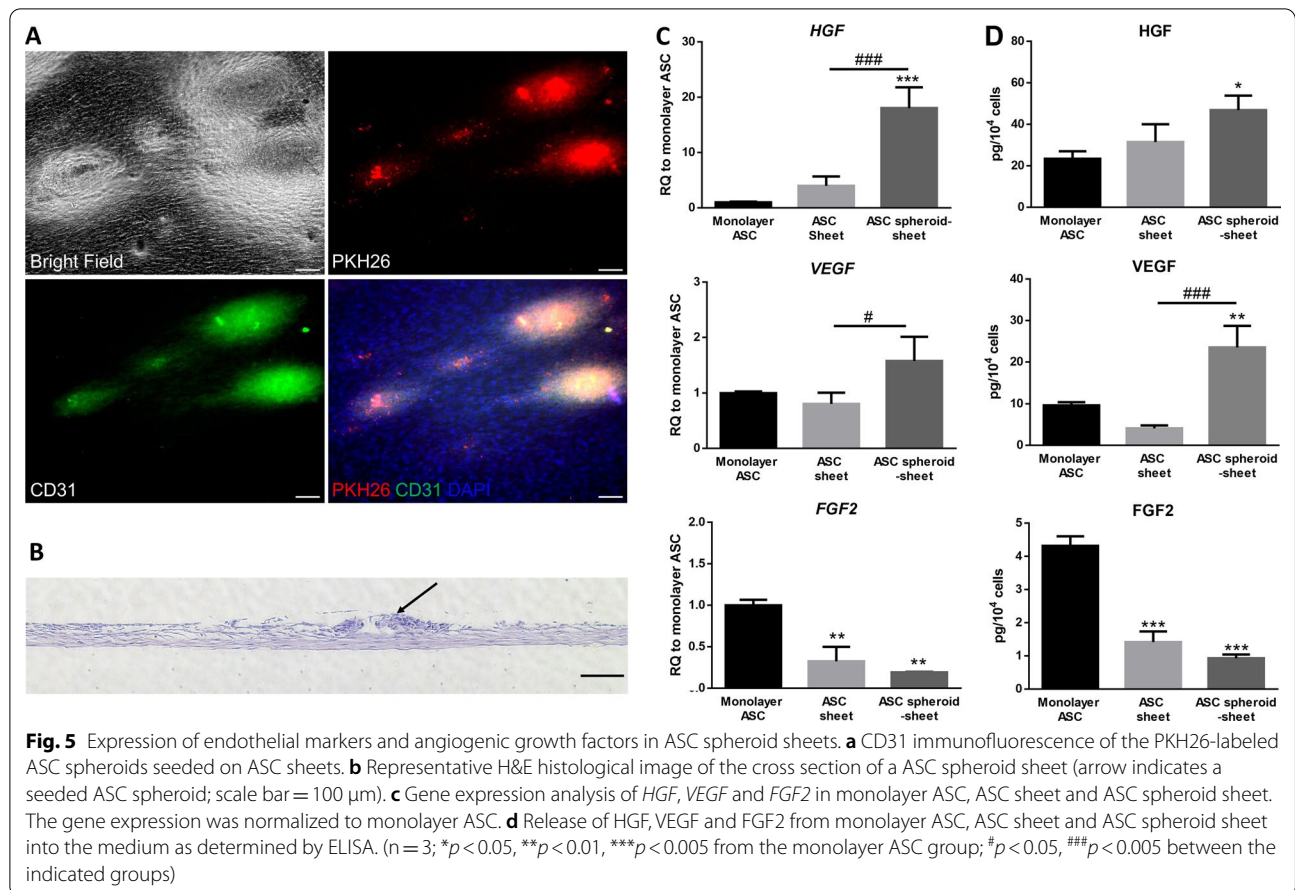 A
Bright Field
PKH26
CD31
PKH26 CD31 DAPI
B
C
HGF
RQ to monolayer ASC
30
20
10
0
###
***
Monolayer ASC
ASC Sheet
ASC spheroid-sheet
VEGF
RQ to monolayer ASC
3
2
1
0
#
Monolayer ASC
ASC sheet
ASC spheroid -sheet
FGF2
RQ to monolayer ASC
2.0
1.5
1.0
0.5
..0
**
**
Monolayer ASC
ASC sheet
ASC spheroid -sheet
D
HGF
pg/10⁴ cells
80
60
40
20
0
*
Monolayer ASC
ASC sheet
ASC spheroid -sheet
VEGF
pg/10⁴ cells
40
30
20
10
0
###
**
Monolayer ASC
ASC sheet
ASC spheroid -sheet
FGF2
pg/10⁴ cells
5
4
3
2
1
0
***
***
Monolayer ASC
ASC sheet
ASC spheroid -sheet
Fig. 5 Expression of endothelial markers and angiogenic growth factors in ASC spheroid sheets. a CD31 immunofluorescence of the PKH26-labeled
ASC spheroids seeded on ASC sheets. b Representative H&E histological image of the cross section of a ASC spheroid sheet (arrow indicates a
seeded ASC spheroid; scale bar = 100 μm). c Gene expression analysis of HGF, VEGF and FGF2 in monolayer ASC, ASC sheet and ASC spheroid sheet.
The gene expression was normalized to monolayer ASC. d Release of HGF, VEGF and FGF2 from monolayer ASC, ASC sheet and ASC spheroid sheet
into the medium as determined by ELISA. (n = 3; *p < 0.05, **p < 0.01, ***p < 0.005 from the monolayer ASC group; #p < 0.05, ###p < 0.005 between the
indicated groups)